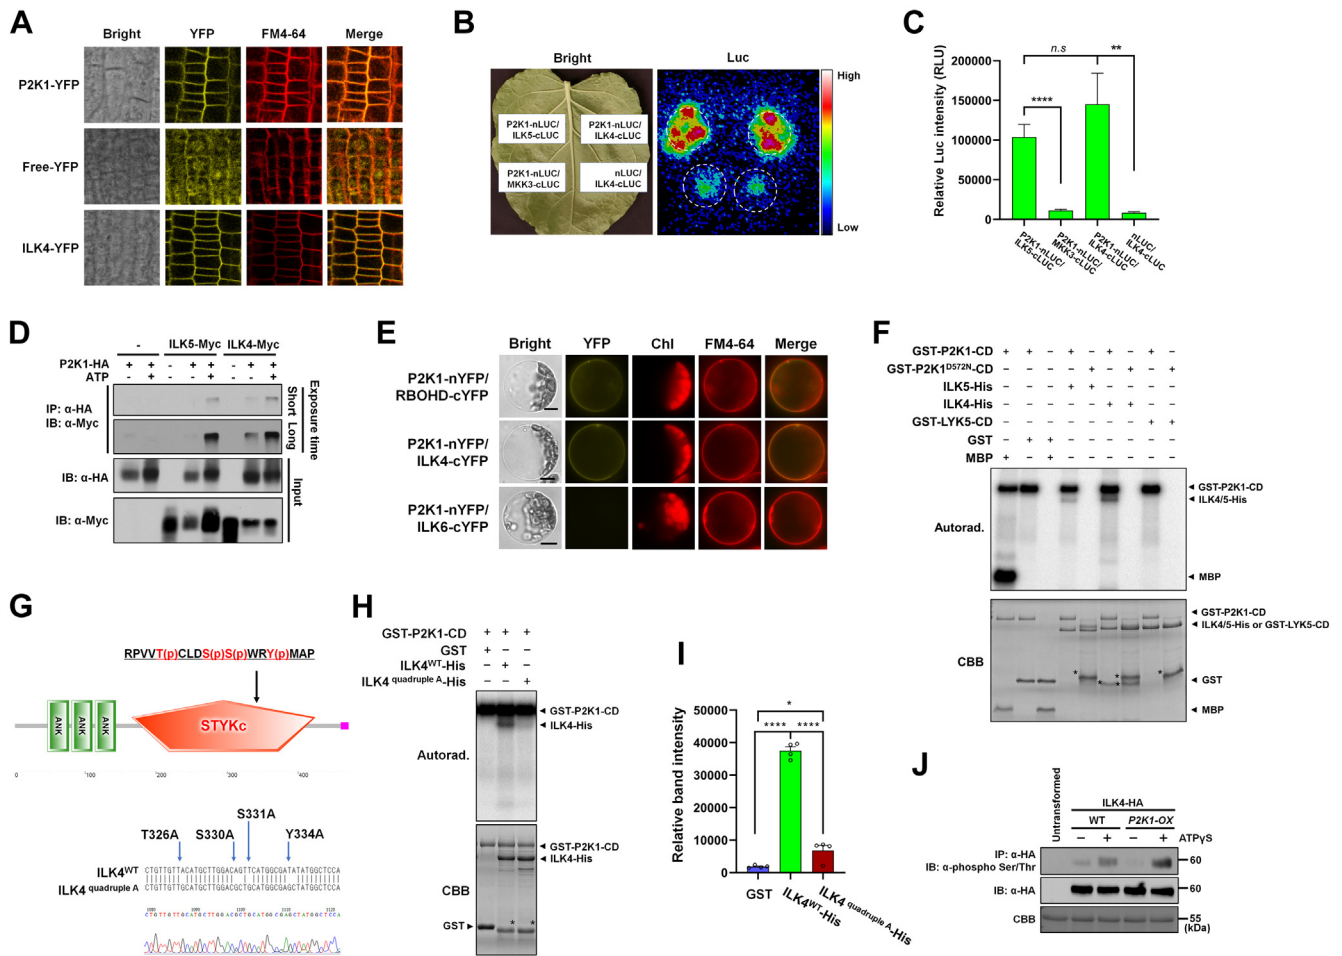 A
Bright YFP FM4-64 Merge
P2K1-YFP
Free-YFP
ILK4-YFP
B
Bright Luc
P2K1-nLUC/
ILK5-cLUC
P2K1-nLUC/
ILK4-cLUC
P2K1-nLUC/
MKK3-cLUC
nLUC/
ILK4-cLUC
High
Low
C
n.s **
****
Relative Luc intensity (RLU)
200000
150000
100000
50000
0
P2K1-nLUC/
ILK5-cLUC
P2K1-nLUC/
MKK3-cLUC
P2K1-nLUC/
ILK4-cLUC
nLUC/
ILK4-cLUC
D
- ILK5-Myc ILK4-Myc
P2K1-HA + + - + + - + +
ATP - + - - + - - +
IP: α-HA
IB: α-Myc
IB: α-HA
IB: α-Myc
Exposure time
Short Long
Input
E
Bright YFP Chl FM4-64 Merge
P2K1-nYFP/
RBOHD-cYFP
P2K1-nYFP/
ILK4-cYFP
P2K1-nYFP/
ILK6-cYFP
F
GST-P2K1-CD + + - + - + - + -
GST-P2K1D572N-CD - - + - + - + - +
ILK5-His - - - + + - - - -
ILK4-His - - - - - + + - -
GST-LYK5-CD - - - - - - - + +
GST - + + - - - - - -
MBP + - + - - - - - -
Autorad.
GST-P2K1-CD
ILK4/5-His
MBP
CBB
GST-P2K1-CD
ILK4/5-His or GST-LYK5-CD
* * * * *
GST
MBP
G
RPVVT(p)CLDS(p)S(p)WRY(p)MAP
ANK ANK ANK STYKc
0 100 200 300 400
S331A
T326A S330A Y334A
ILK4WT CTGTTGTTACATGCTTGGACAGTTCATGGCGATATATGGCTCCA
ILK4 quadruple A CTGTTGTTGCATGCTTGGACGCTGCATGGCGAGCTATGGCTCCA
1080 1090 1100 1110 1120
CTGTTGTTGCATGCTTGGACGCTGCATGGCGAGCTATGGCTCCA
H
GST-P2K1-CD + + +
GST + - -
ILK4WT-His - + -
ILK4 quadruple A-His - - +
Autorad.
GST-P2K1-CD
ILK4-His
CBB
GST-P2K1-CD
ILK4-His
GST * *
I
*
**** ****
Relative band intensity
50000
40000
30000
20000
10000
0
GST
ILK4WT-His
ILK4 quadruple A-His
J
Untransformed
ILK4-HA
WT P2K1-OX
- + - + ATPγS
IP: α-HA
IB: α-phospho Ser/Thr
60
IB: α-HA
60
CBB
55
(kDa)